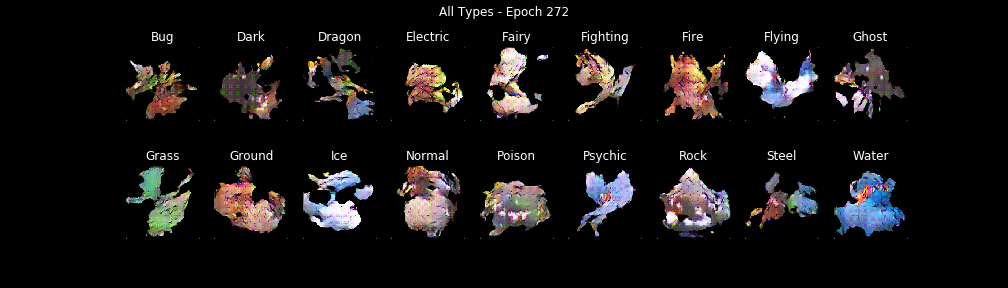 All Types - Epoch 272
Bug Dark Dragon Electric Fairy Fighting Fire Flying Ghost
Grass Ground Ice Normal Poison Psychic Rock Steel Water